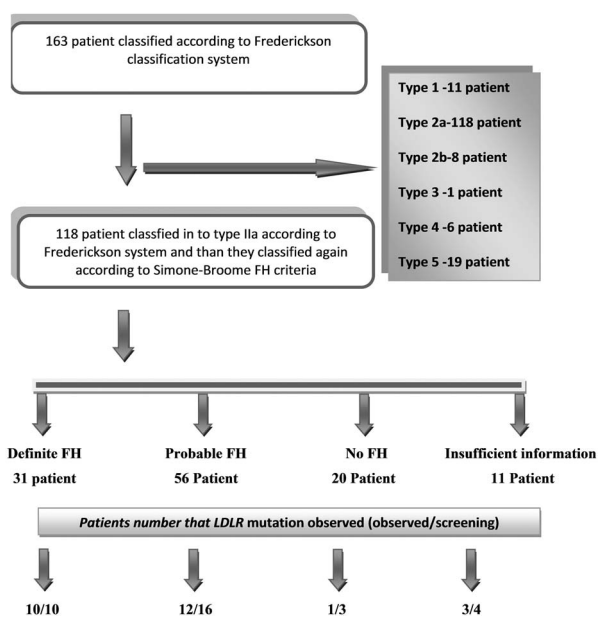 163 patient classified according to Frederickson
classification system
Type 1 -11 patient
Type 2a-118 patient
Type 2b-8 patient
Type 3 -1 patient
Type 4 -6 patient
Type 5 -19 patient
118 patient classfied in to type IIa according to
Frederickson system and than they classified again
according to Simone-Broome FH criteria
Definite FH
31 patient
Probable FH
56 Patient
No FH
20 Patient
Insufficient information
11 Patient
Patients number that LDLR mutation observed (observed/screening)
10/10
12/16
1/3
3/4